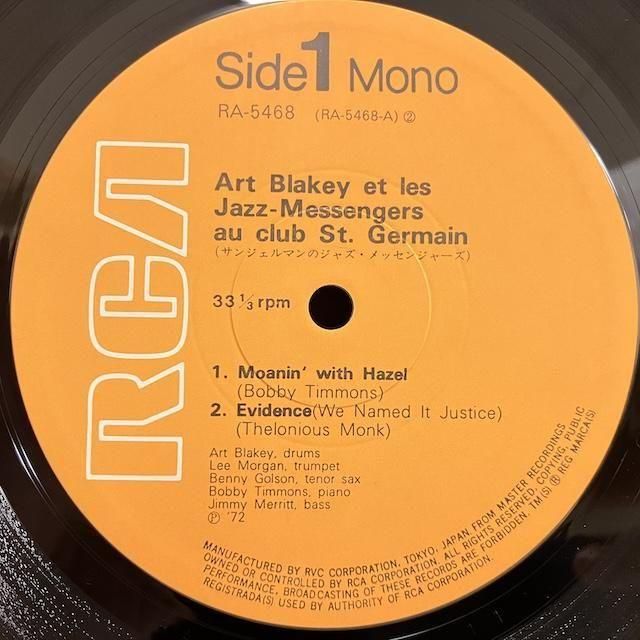 Side 1 Mono
RA-5468 (RA-5468-A) ②
RCA
Art Blakey et les
Jazz-Messengers
au club St. Germain
(サンジェルマンのジャズ・メッセンジャーズ)
33 1/3 rpm
1. Moanin' with Hazel
(Bobby Timmons)
2. Evidence(We Named It Justice)
(Thelonious Monk)
Art Blakey, drums
Lee Morgan, trumpet
Benny Golson, tenor sax
Bobby Timmons, piano
Jimmy Merritt, bass
Ⓟ '72
MANUFACTURED BY RVC CORPORATION, TOKYO, JAPAN FROM MASTER RECORDINGS
OWNED OR CONTROLLED BY RCA CORPORATION. ALL RIGHTS RESERVED. COPYING, PUBLIC
PERFORMANCE, BROADCASTING OF THESE RECORDS ARE FORBIDDEN. TM(S) ® REG MARCA(S)
REGISTRADA(S) USED BY AUTHORITY OF RCA CORPORATION.